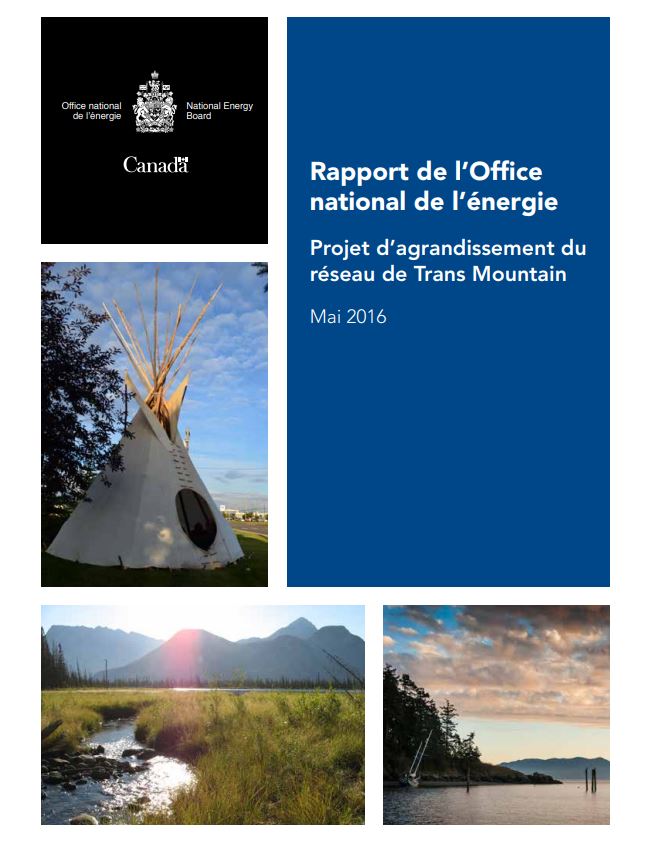 Office national
de l'énergie
National Energy
Board
Canada
Rapport de l'Office
national de l'énergie
Projet d'agrandissement du
réseau de Trans Mountain
Mai 2016